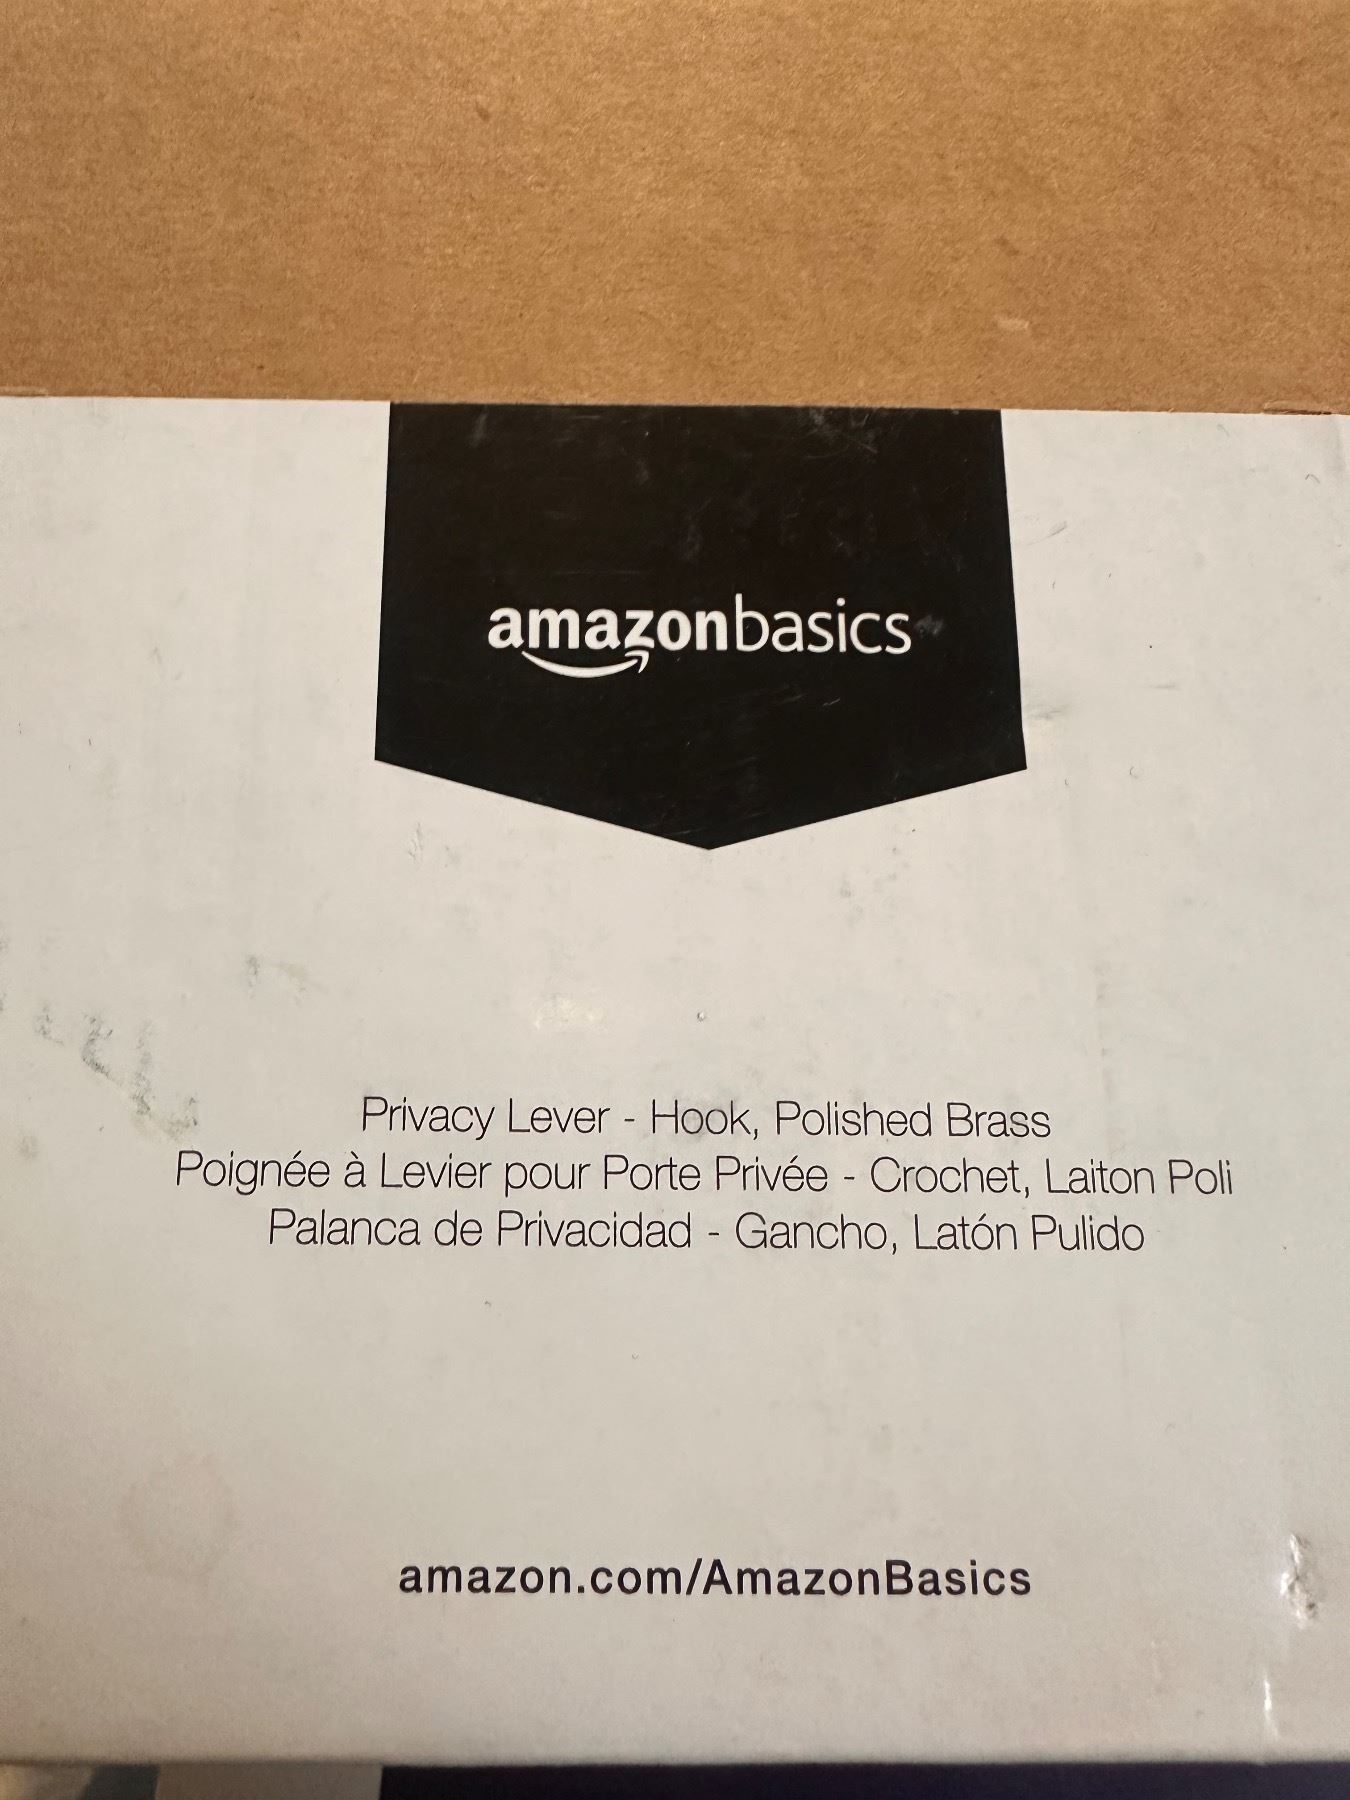 amazonbasics
Privacy Lever - Hook, Polished Brass
Poignée à Levier pour Porte Privée - Crochet, Laiton Poli
Palanca de Privacidad - Gancho, Latón Pulido
amazon.com/AmazonBasics